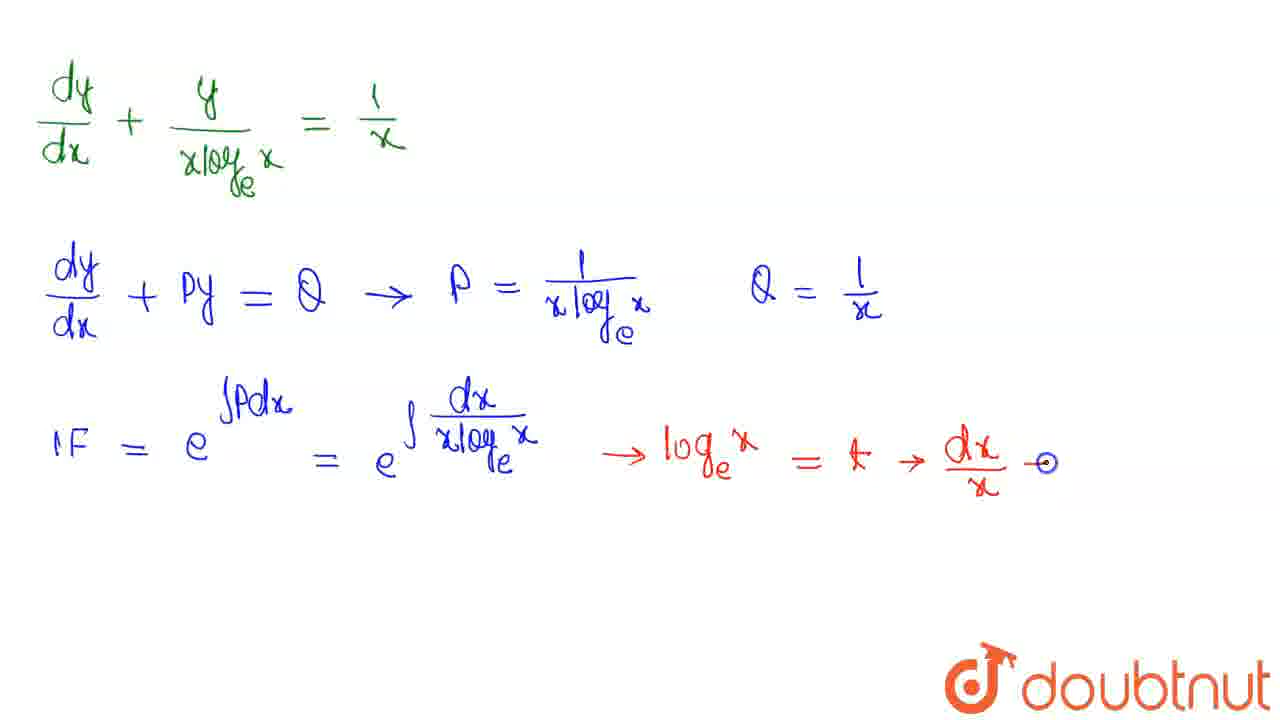 dy/dx + y/(x log_e x) = 1/x
dy/dx + Py = Q → P = 1/(x log_e x) Q = 1/x
IF = e^(∫Pdx) = e^(∫ dx/(x log_e x)) → log_e x = t → dx/x
doubtnut